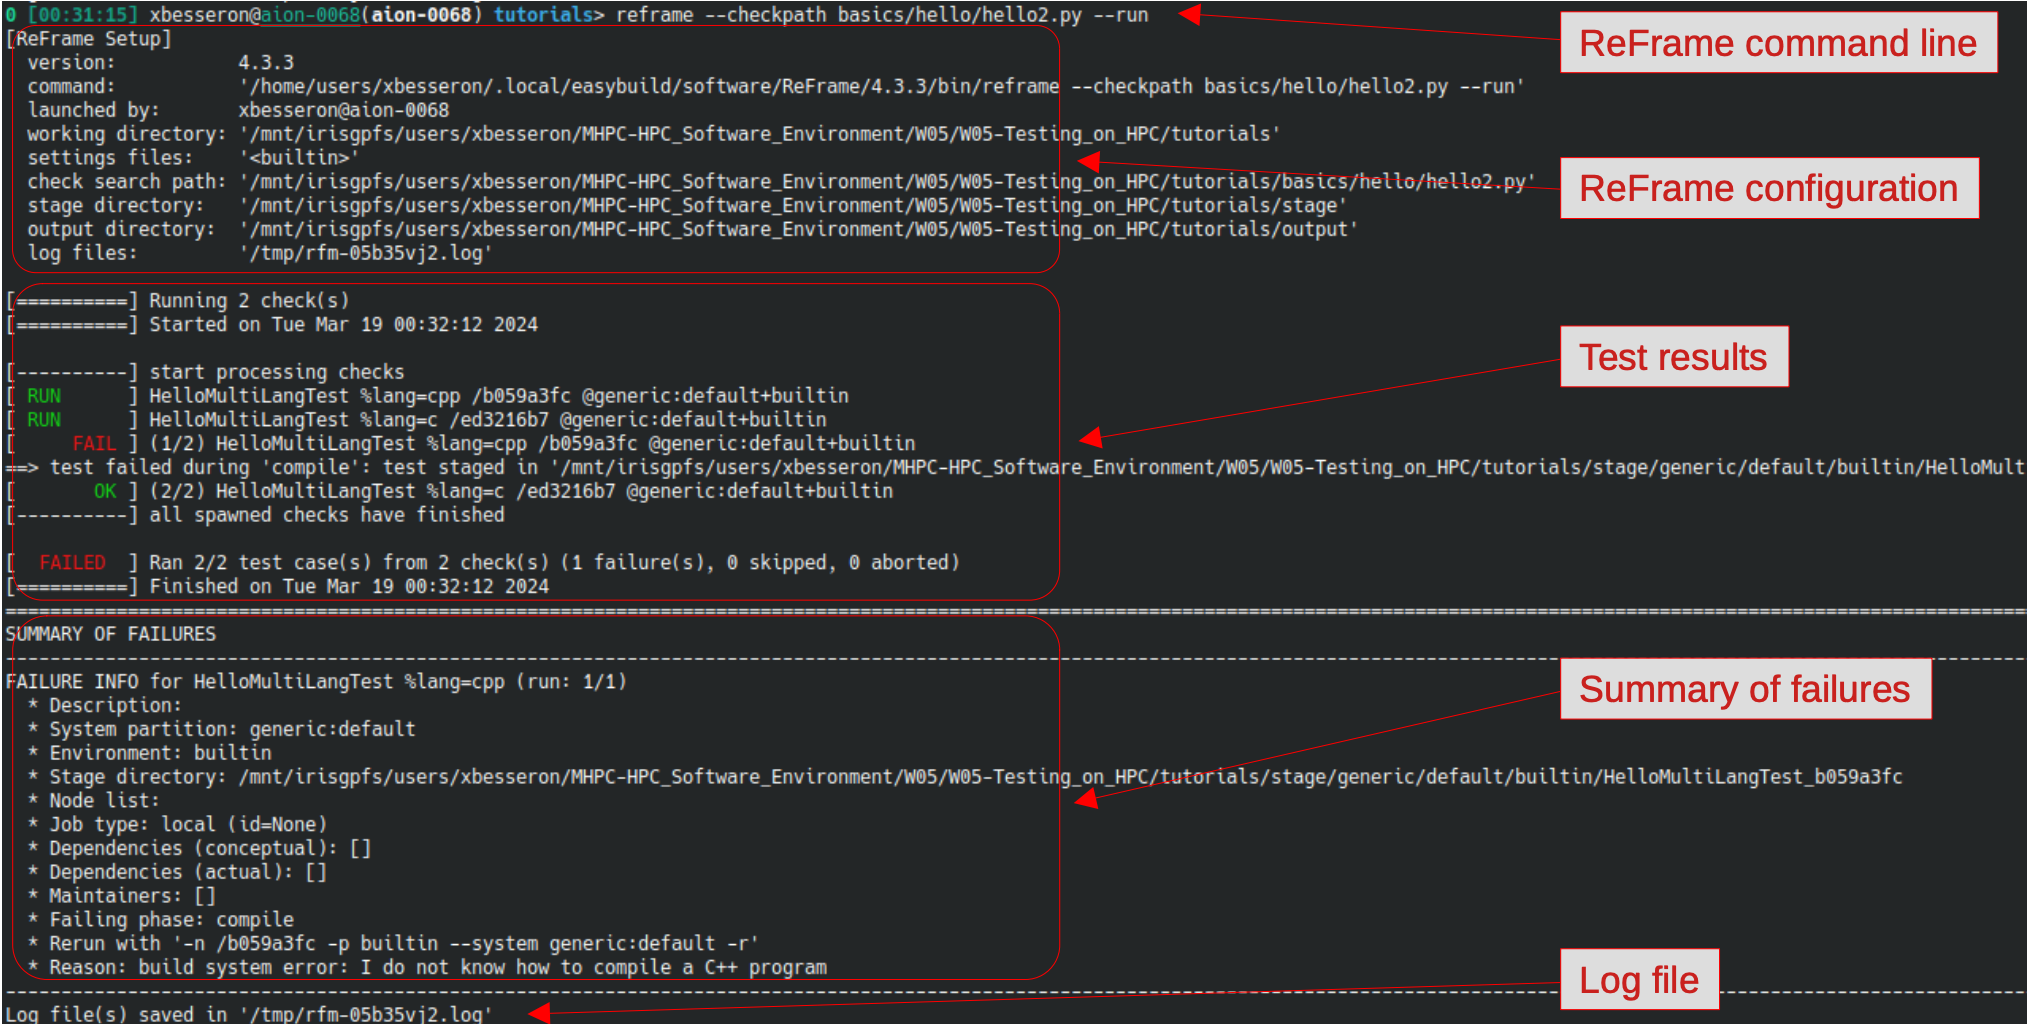 0 [00:31:15] xbesseron@aion-0068(aion-0068) tutorials> reframe --checkpath basics/hello/hello2.py --run
ReFrame command line
[ReFrame Setup]
  version:           4.3.3
  command:           '/home/users/xbesseron/.local/easybuild/software/ReFrame/4.3.3/bin/reframe --checkpath basics/hello/hello2.py --run'
  launched by:       xbesseron@aion-0068
  working directory: '/mnt/irisgpfs/users/xbesseron/MHPC-HPC_Software_Environment/W05/W05-Testing_on_HPC/tutorials'
  settings files:    '<builtin>'
  check search path: '/mnt/irisgpfs/users/xbesseron/MHPC-HPC_Software_Environment/W05/W05-Testing_on_HPC/tutorials/basics/hello/hello2.py'
  stage directory:   '/mnt/irisgpfs/users/xbesseron/MHPC-HPC_Software_Environment/W05/W05-Testing_on_HPC/tutorials/stage'
  output directory:  '/mnt/irisgpfs/users/xbesseron/MHPC-HPC_Software_Environment/W05/W05-Testing_on_HPC/tutorials/output'
  log files:         '/tmp/rfm-05b35vj2.log'
ReFrame configuration
[==========] Running 2 check(s)
[==========] Started on Tue Mar 19 00:32:12 2024
[----------] start processing checks
[ RUN      ] HelloMultiLangTest %lang=cpp /b059a3fc @generic:default+builtin
[ RUN      ] HelloMultiLangTest %lang=c /ed3216b7 @generic:default+builtin
[     FAIL ] (1/2) HelloMultiLangTest %lang=cpp /b059a3fc @generic:default+builtin
==> test failed during 'compile': test staged in '/mnt/irisgpfs/users/xbesseron/MHPC-HPC_Software_Environment/W05/W05-Testing_on_HPC/tutorials/stage/generic/default/builtin/HelloMult
[       OK ] (2/2) HelloMultiLangTest %lang=c /ed3216b7 @generic:default+builtin
[----------] all spawned checks have finished
[  FAILED  ] Ran 2/2 test case(s) from 2 check(s) (1 failure(s), 0 skipped, 0 aborted)
[==========] Finished on Tue Mar 19 00:32:12 2024
Test results
SUMMARY OF FAILURES
FAILURE INFO for HelloMultiLangTest %lang=cpp (run: 1/1)
  * Description:
  * System partition: generic:default
  * Environment: builtin
  * Stage directory: /mnt/irisgpfs/users/xbesseron/MHPC-HPC_Software_Environment/W05/W05-Testing_on_HPC/tutorials/stage/generic/default/builtin/HelloMultiLangTest_b059a3fc
  * Node list:
  * Job type: local (id=None)
  * Dependencies (conceptual): []
  * Dependencies (actual): []
  * Maintainers: []
  * Failing phase: compile
  * Rerun with '-n /b059a3fc -p builtin --system generic:default -r'
  * Reason: build system error: I do not know how to compile a C++ program
Summary of failures
Log file(s) saved in '/tmp/rfm-05b35vj2.log'
Log file